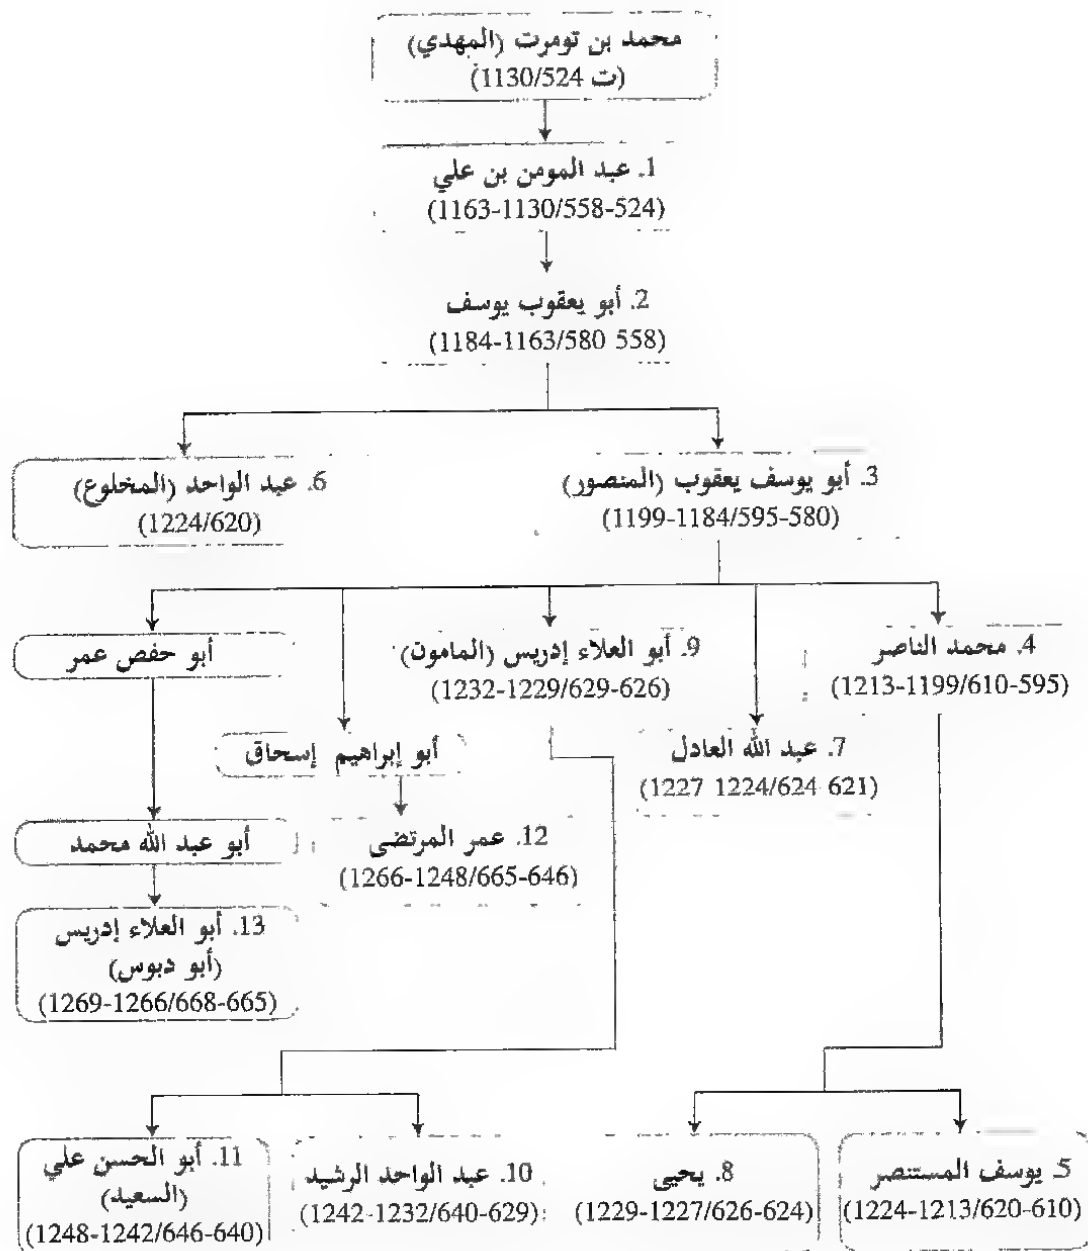 محمد بن تومرت (المهدي)
(ت 1130/524)
1. عبد المومن بن علي
(1163-1130/558-524)
2. أبو يعقوب يوسف
(1184-1163/580 558)
3. أبو يوسف يعقوب (المنصور)
(1199-1184/595-580)
6. عبد الواحد (المخلوع)
(1224/620)
4. محمد الناصر
(1213-1199/610-595)
9. أبو العلاء إدريس (المامون)
(1232-1229/629-626)
أبو حفص عمر
7. عبد الله العادل
(1227 1224/624 621)
أبو إبراهيم إسحاق
12. عمر المرتضى
(1266-1248/665-646)
أبو عبد الله محمد
13. أبو العلاء إدريس
(أبو دبوس)
(1269-1266/668-665)
5. يوسف المستنصر
(1224-1213/620-610)
8. يحيى
(1229-1227/626-624)
10. عبد الواحد الرشيد
(1242-1232/640-629)
11. أبو الحسن علي
(السعيد)
(1248-1242/646-640)